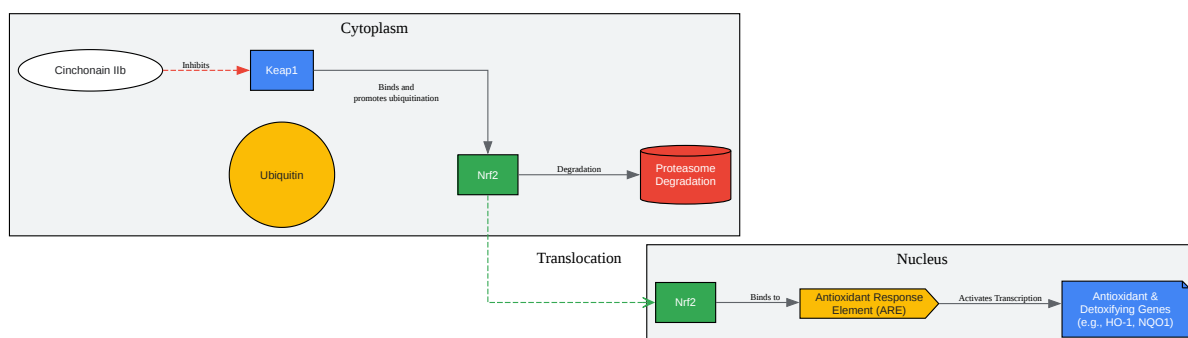 Cytoplasm
Cinchonain IIb
Inhibits
Keap1
Binds and
promotes ubiquitination
Ubiquitin
Nrf2
Degradation
Proteasome
Degradation
Translocation
Nucleus
Nrf2
Binds to
Antioxidant Response
Element (ARE)
Activates Transcription
Antioxidant &
Detoxifying Genes
(e.g., HO-1, NQO1)